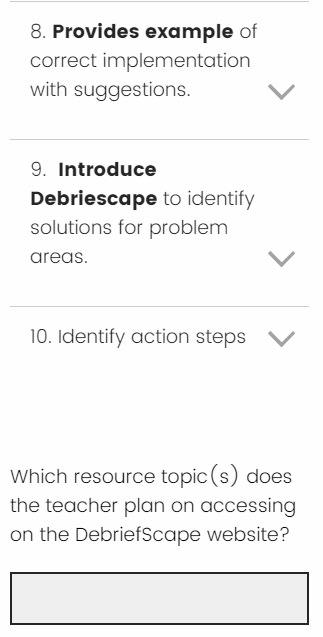 8. Provides example of
correct implementation
with suggestions.
9. Introduce
Debriescape to identify
solutions for problem
areas.
10. Identify action steps
Which resource topic(s) does
the teacher plan on accessing
on the DebriefScape website?